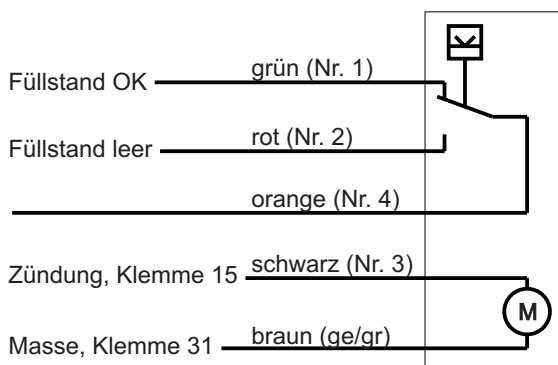 grün (Nr. 1)
Füllstand OK
rot (Nr. 2)
Füllstand leer
orange (Nr. 4)
schwarz (Nr. 3)
Zündung, Klemme 15
M
braun (ge/gr)
Masse, Klemme 31